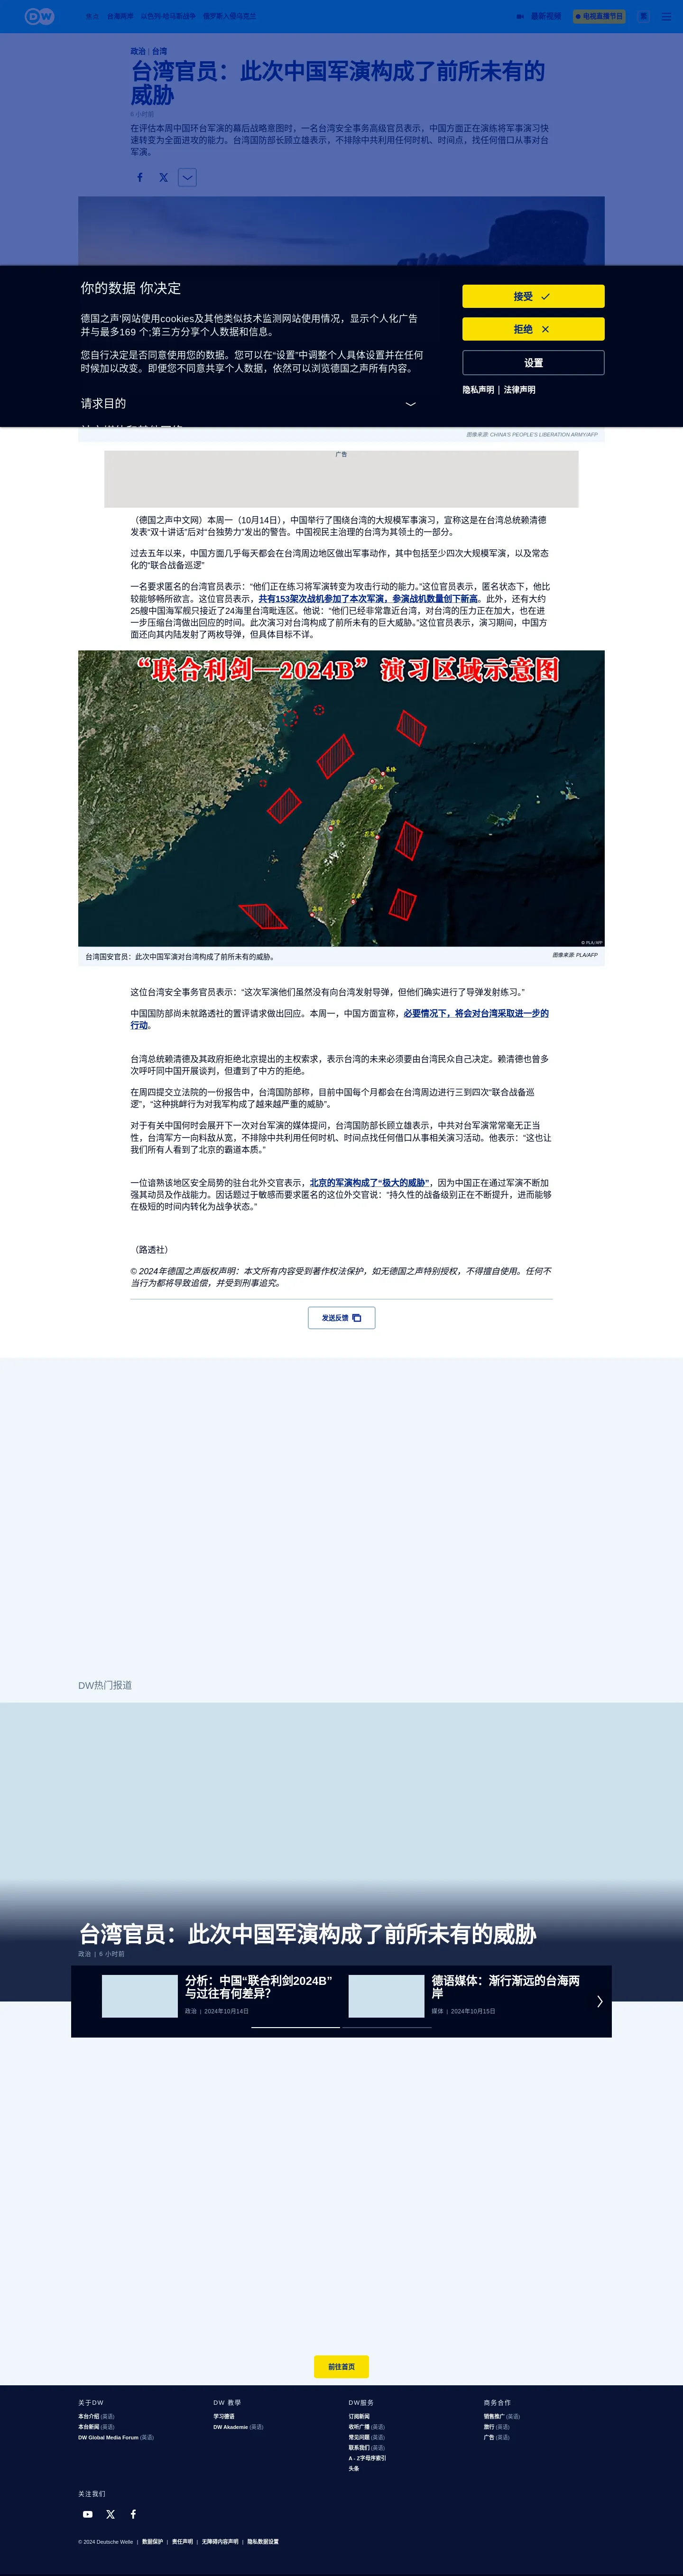 DW
焦点
台海两岸
以色列-哈马斯战争
俄罗斯入侵乌克兰
最新视频
电视直播节目
繁
政治 | 台湾
台湾官员：此次中国军演构成了前所未有的
威胁
6 小时前
在评估本周中国环台军演的幕后战略意图时，一名台湾安全事务高级官员表示，中国方面正在演练将军事演习快
速转变为全面进攻的能力。台湾国防部长顾立雄表示，不排除中共利用任何时机、时间点，找任何借口从事对台
军演。
你的数据 你决定
德国之声'网站使用cookies及其他类似技术监测网站使用情况，显示个人化广告
并与最多169 个;第三方分享个人数据和信息。
您自行决定是否同意使用您的数据。您可以在“设置”中调整个人具体设置并在任何
时候加以改变。即便您不同意共享个人数据，依然可以浏览德国之声所有内容。
请求目的
接受
拒绝
设置
隐私声明 | 法律声明
图像来源: CHINA'S PEOPLE'S LIBERATION ARMY/AFP
广告
（德国之声中文网）本周一（10月14日），中国举行了围绕台湾的大规模军事演习，宣称这是在台湾总统赖清德
发表“双十讲话”后对“台独势力”发出的警告。中国视民主治理的台湾为其领土的一部分。
过去五年以来，中国方面几乎每天都会在台湾周边地区做出军事动作，其中包括至少四次大规模军演，以及常态
化的“联合战备巡逻”
一名要求匿名的台湾官员表示：“他们正在练习将军演转变为攻击行动的能力。”这位官员表示，匿名状态下，他比
较能够畅所欲言。这位官员表示，共有153架次战机参加了本次军演，参演战机数量创下新高。此外，还有大约
25艘中国海军舰只接近了24海里台湾毗连区。他说：“他们已经非常靠近台湾，对台湾的压力正在加大，也在进
一步压缩台湾做出回应的时间。此次演习对台湾构成了前所未有的巨大威胁。”这位官员表示，演习期间，中国方
面还向其内陆发射了两枚导弹，但具体目标不详。
“联合利剑—2024B”演习区域示意图
基隆
台北
花莲
台东
高雄
© PLA/AFP
台湾国安官员：此次中国军演对台湾构成了前所未有的威胁。
图像来源: PLA/AFP
这位台湾安全事务官员表示：“这次军演他们虽然没有向台湾发射导弹，但他们确实进行了导弹发射练习。”
中国国防部尚未就路透社的置评请求做出回应。本周一，中国方面宣称，必要情况下，将会对台湾采取进一步的
行动。
台湾总统赖清德及其政府拒绝北京提出的主权索求，表示台湾的未来必须要由台湾民众自己决定。赖清德也曾多
次呼吁同中国开展谈判，但遭到了中方的拒绝。
在周四提交立法院的一份报告中，台湾国防部称，目前中国每个月都会在台湾周边进行三到四次“联合战备巡
逻”，“这种挑衅行为对我军构成了越来越严重的威胁”。
对于有关中国何时会展开下一次对台军演的媒体提问，台湾国防部长顾立雄表示，中共对台军演常常毫无正当
性，台湾军方一向料敌从宽，不排除中共利用任何时机、时间点找任何借口从事相关演习活动。他表示：“这也让
我们所有人看到了北京的霸道本质。”
一位谙熟该地区安全局势的驻台北外交官表示，北京的军演构成了“极大的威胁”，因为中国正在通过军演不断加
强其动员及作战能力。因话题过于敏感而要求匿名的这位外交官说：“持久性的战备级别正在不断提升，进而能够
在极短的时间内转化为战争状态。”
（路透社）
© 2024年德国之声版权声明：本文所有内容受到著作权法保护，如无德国之声特别授权，不得擅自使用。任何不
当行为都将导致追偿，并受到刑事追究。
发送反馈
DW热门报道
台湾官员：此次中国军演构成了前所未有的威胁
政治 | 6 小时前
分析：中国“联合利剑2024B”
与过往有何差异？
政治 | 2024年10月14日
德语媒体：渐行渐远的台海两
岸
媒体 | 2024年10月15日
前往首页
关于DW
本台介绍 (英语)
本台新闻 (英语)
DW Global Media Forum (英语)
DW 教學
学习德语
DW Akademie (英语)
DW服务
订阅新闻
收听广播 (英语)
常见问题 (英语)
联系我们 (英语)
A - Z字母序索引
头条
商务合作
销售推广 (英语)
旅行 (英语)
广告 (英语)
关注我们
© 2024 Deutsche Welle | 数据保护 | 责任声明 | 无障碍内容声明 | 隐私数据设置